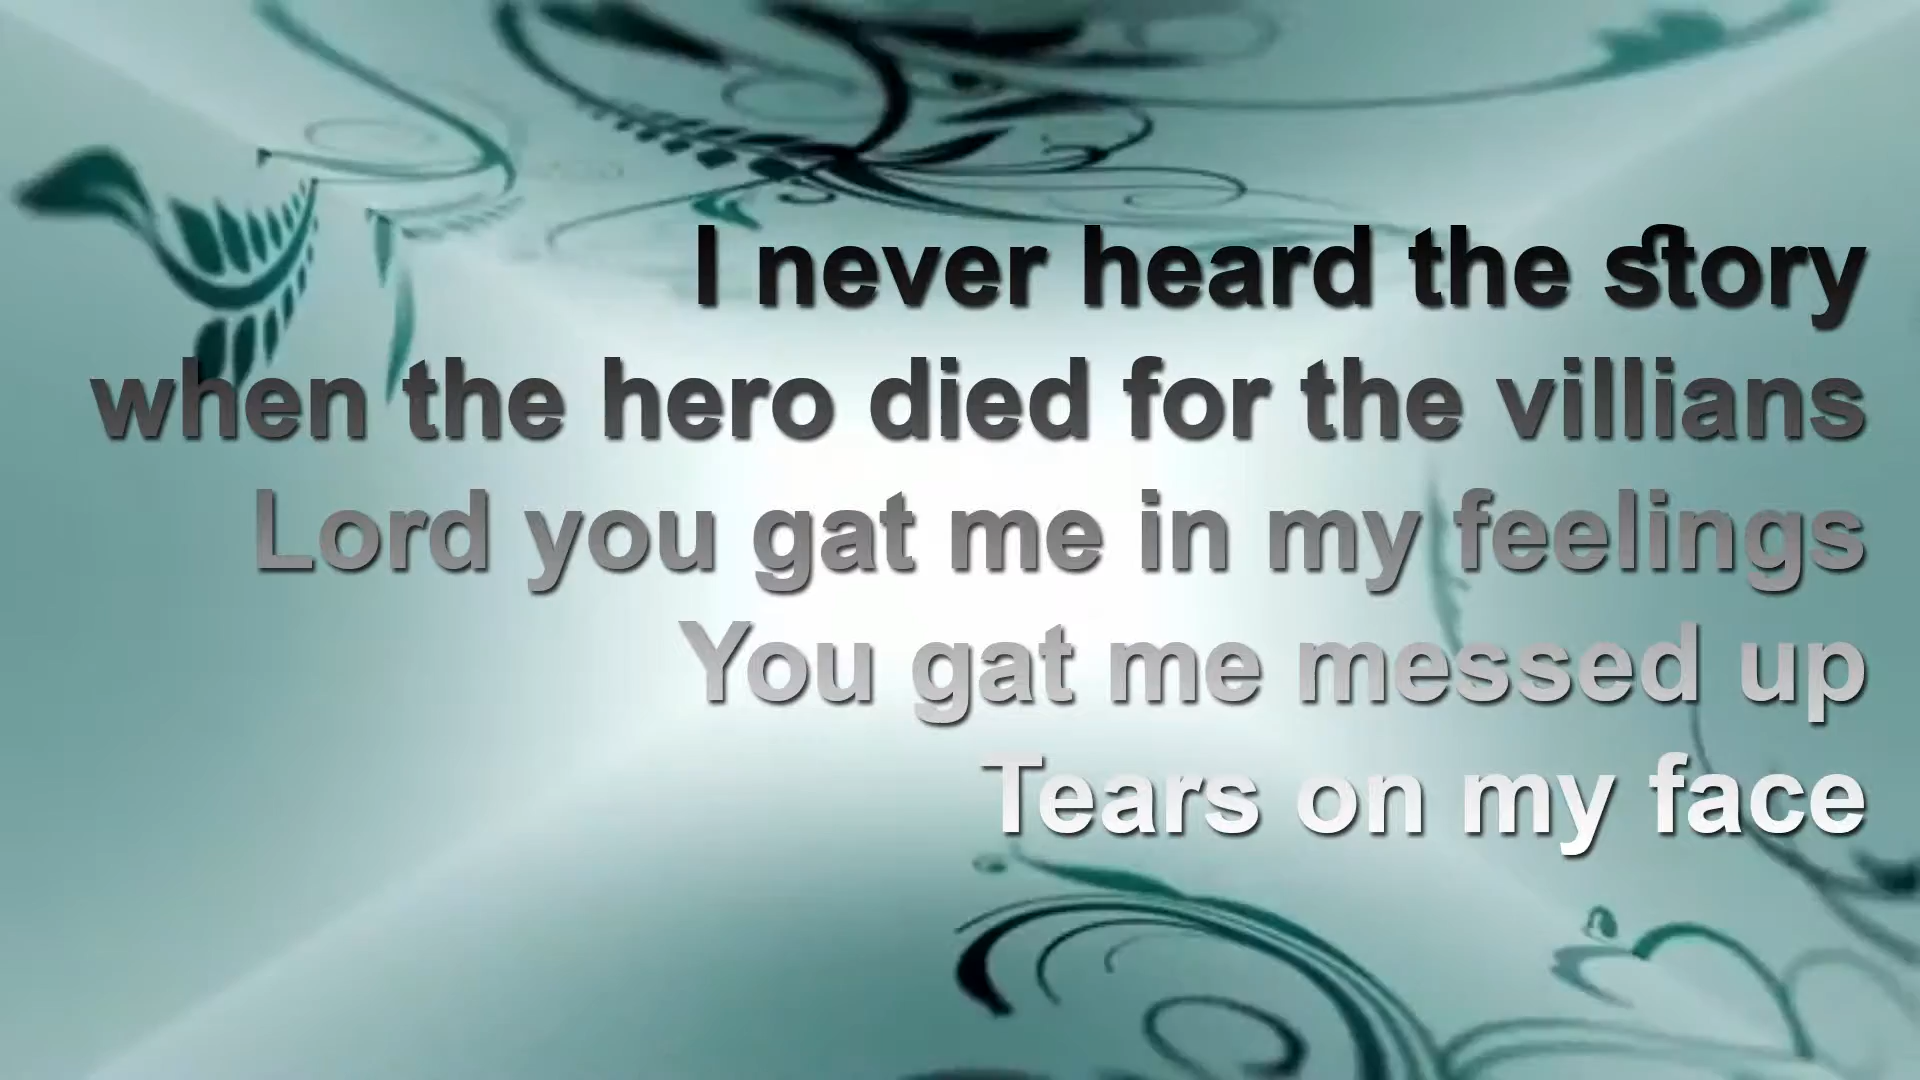 I never heard the story
when the hero died for the villians
Lord you gat me in my feelings
You gat me messed up
Tears on my face